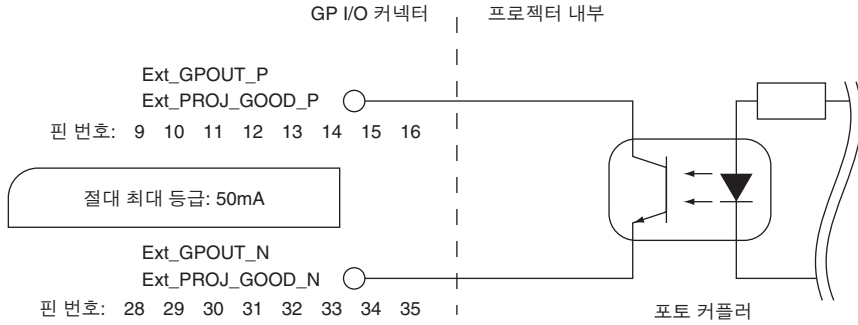 GP I/O 커넥터
프로젝터 내부
Ext_GPOUT_P
Ext_PROJ_GOOD_P
핀 번호: 9 10 11 12 13 14 15 16
절대 최대 등급: 50mA
Ext_GPOUT_N
Ext_PROJ_GOOD_N
핀 번호: 28 29 30 31 32 33 34 35
포토 커플러